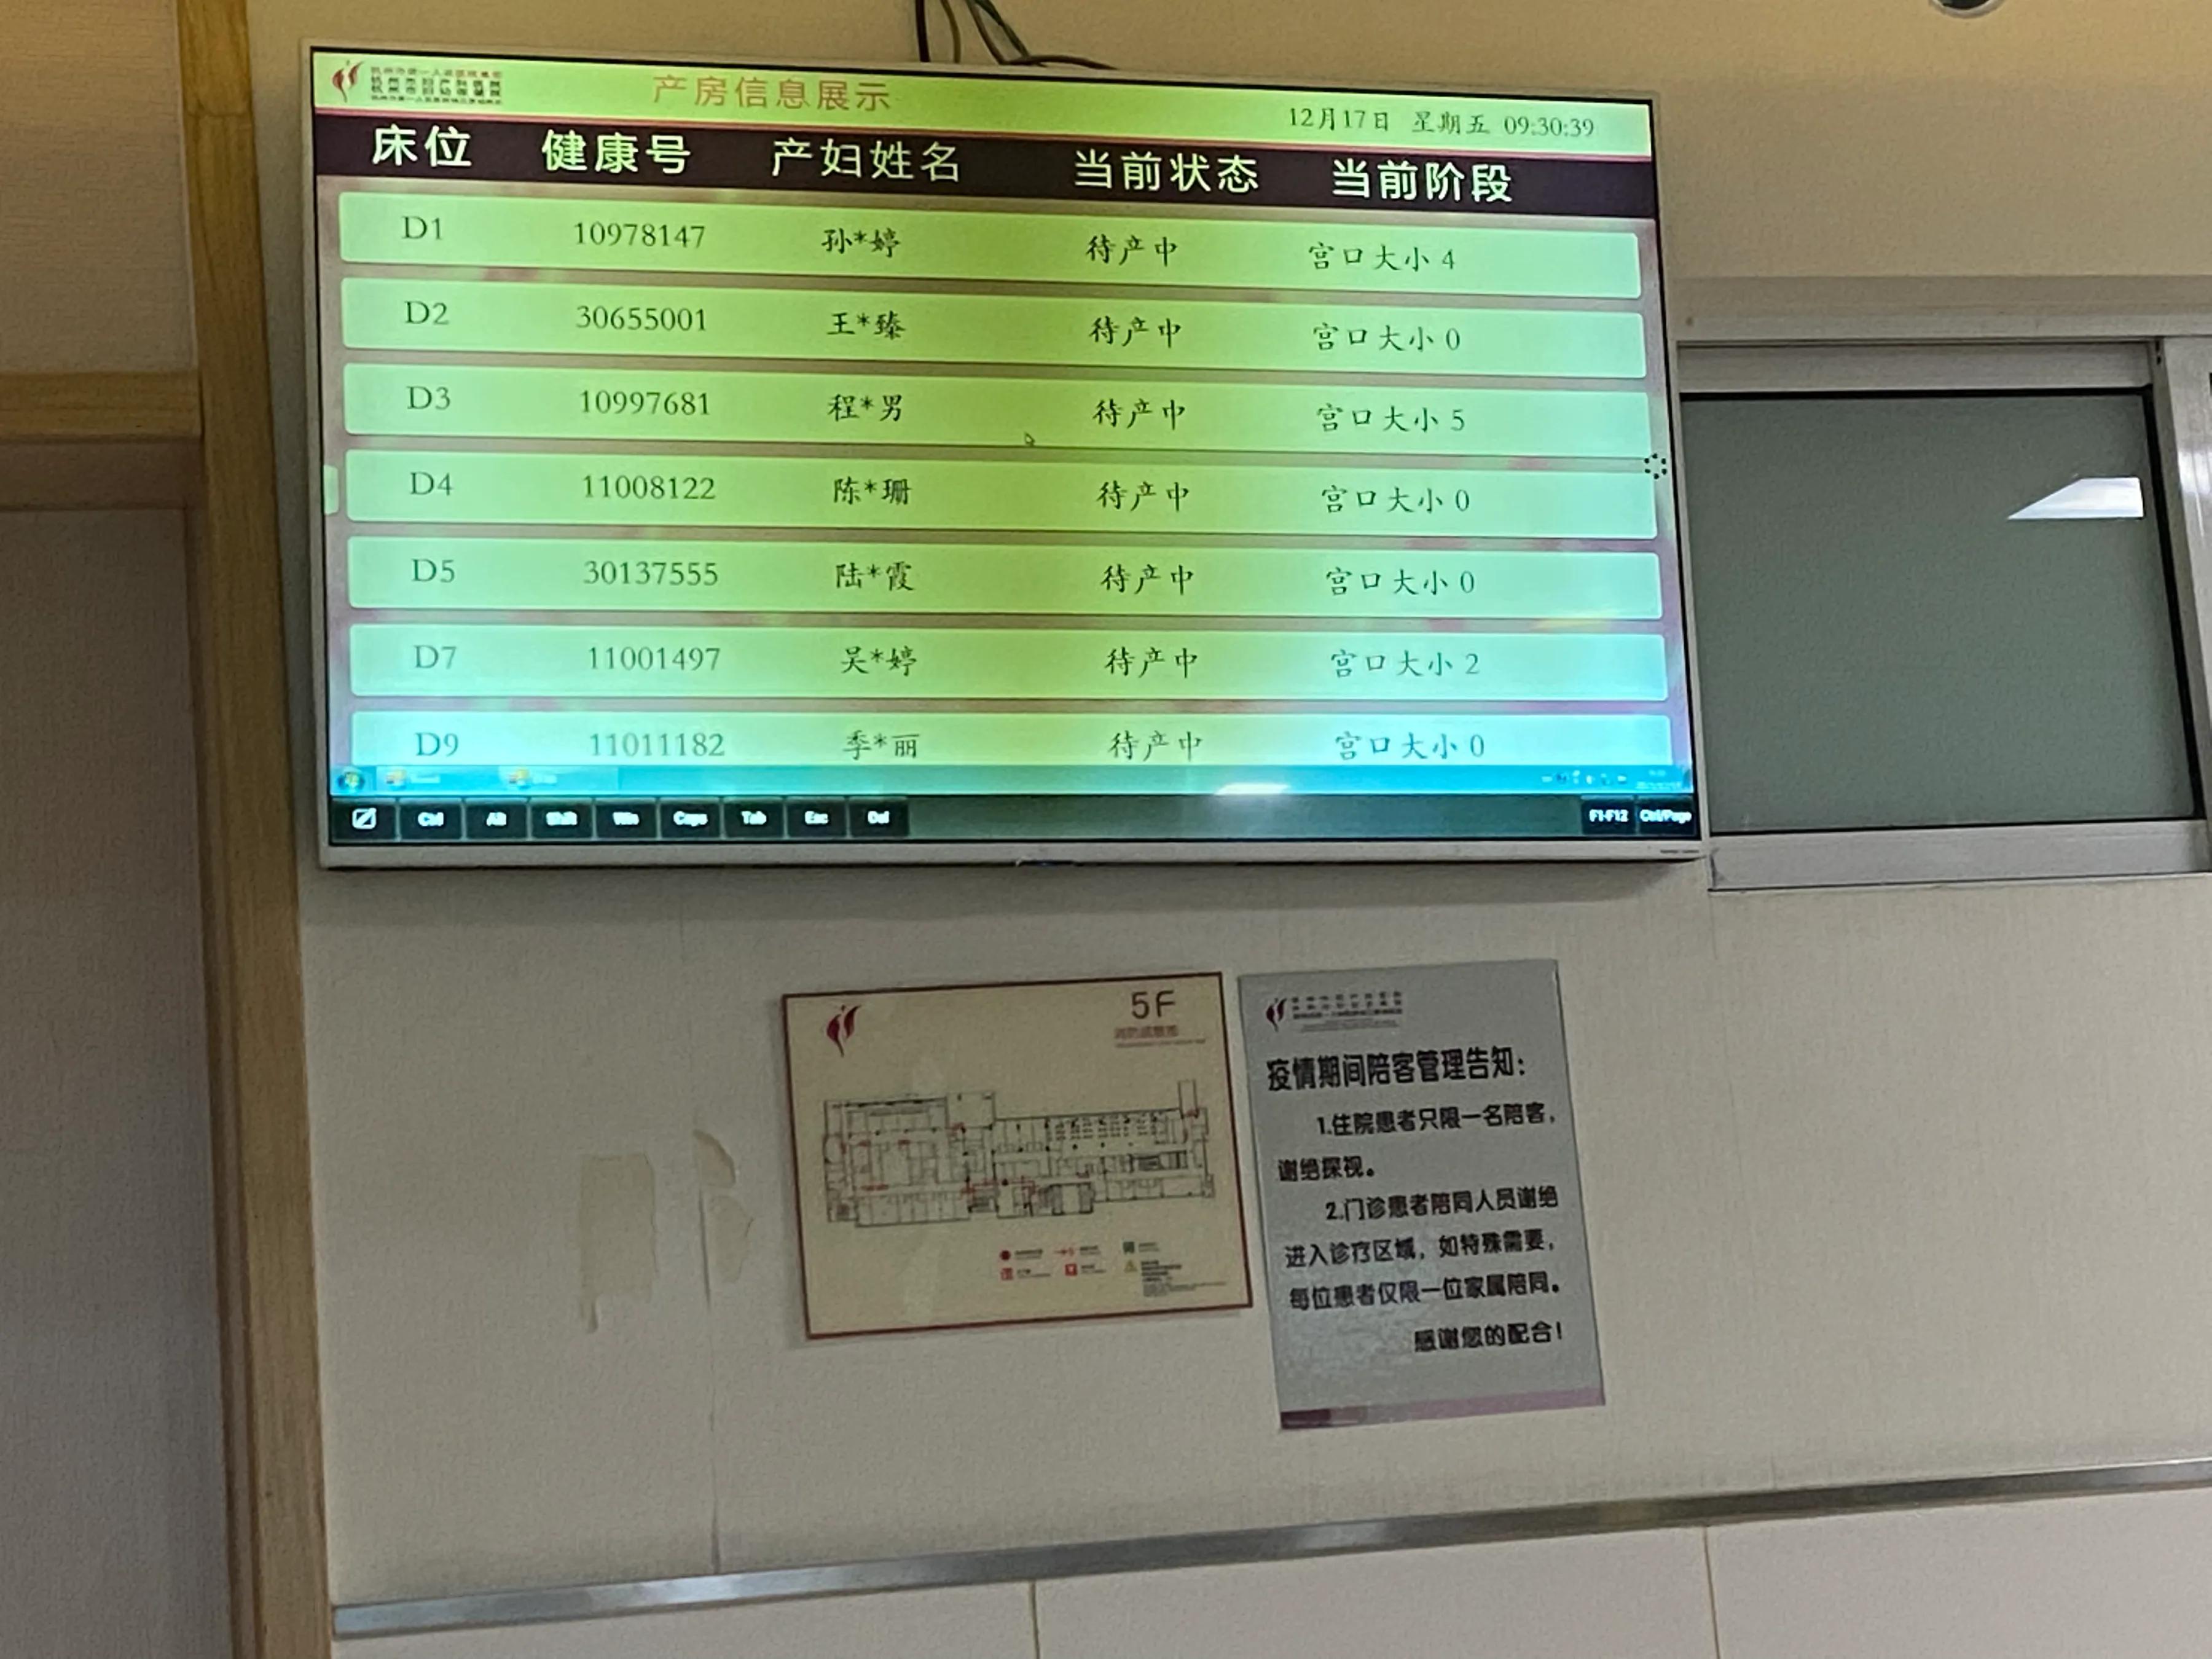 产房信息展示
12月17日 星期五 09:30:39
床位 健康号 产妇姓名 当前状态 当前阶段
D1 10978147 孙*婷 待产中 宫口大小 4
D2 30655001 王*臻 待产中 宫口大小 0
D3 10997681 程*男 待产中 宫口大小 5
D4 11008122 陈*珊 待产中 宫口大小 0
D5 30137555 陆*霞 待产中 宫口大小 0
D7 11001497 吴*婷 待产中 宫口大小 2
D9 11011182 季*丽 待产中 宫口大小 0
Ctrl Alt Shift Win Caps Tab Esc Del F1-F12 Ctrl/Page
5F
疫情期间陪客管理告知：
1.住院患者只限一名陪客，
谢绝探视。
2.门诊患者陪同人员谢绝
进入诊疗区域，如特殊需要，
每位患者仅限一位家属陪同。
感谢您的配合！